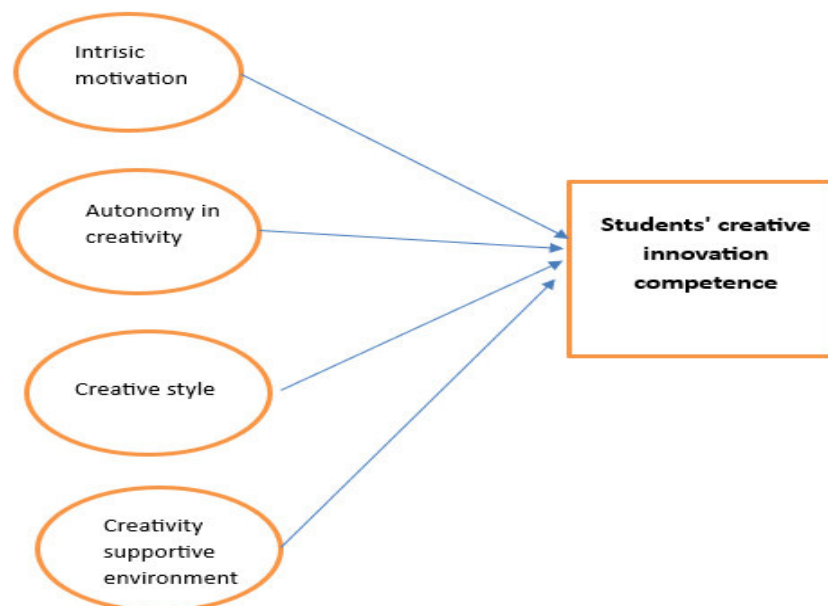 Intrisic
motivation
Autonomy in
creativity
Creative style
Creativity
supportive
environment
Students' creative
innovation
competence